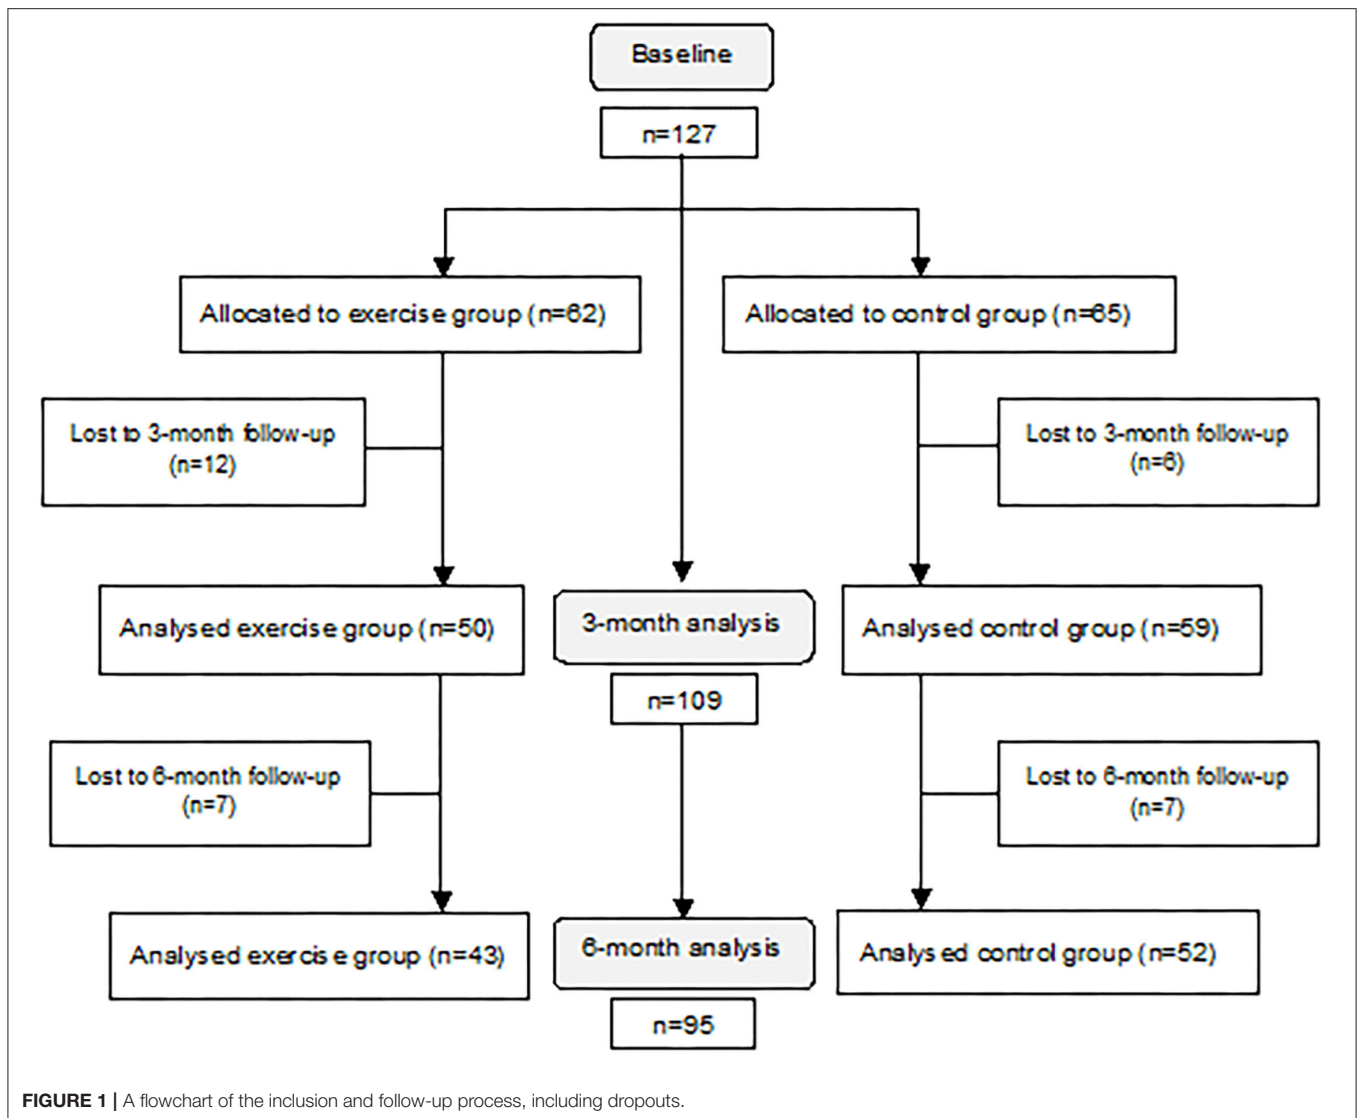 Baseline
n=127
Allocated to exercise group (n=62)
Allocated to control group (n=65)
Lost to 3-month follow-up
(n=12)
Lost to 3-month follow-up
(n=6)
Analysed exercise group (n=50)
3-month analysis
Analysed control group (n=59)
n=109
Lost to 6-month follow-up
(n=7)
Lost to 6-month follow-up
(n=7)
Analysed exercise group (n=43)
6-month analysis
Analysed control group (n=52)
n=95
FIGURE 1 | A flowchart of the inclusion and follow-up process, including dropouts.